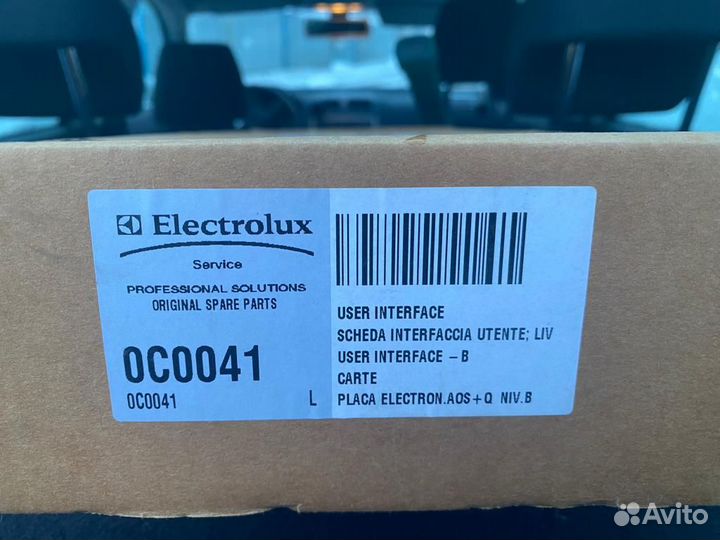 Electrolux
Service
PROFESSIONAL SOLUTIONS
ORIGINAL SPARE PARTS
0C0041
0C0041 L
USER INTERFACE
SCHEDA INTERFACCIA UTENTE; LIV
USER INTERFACE – B
CARTE
PLACA ELECTRON.AOS+Q NIV.B
Avito